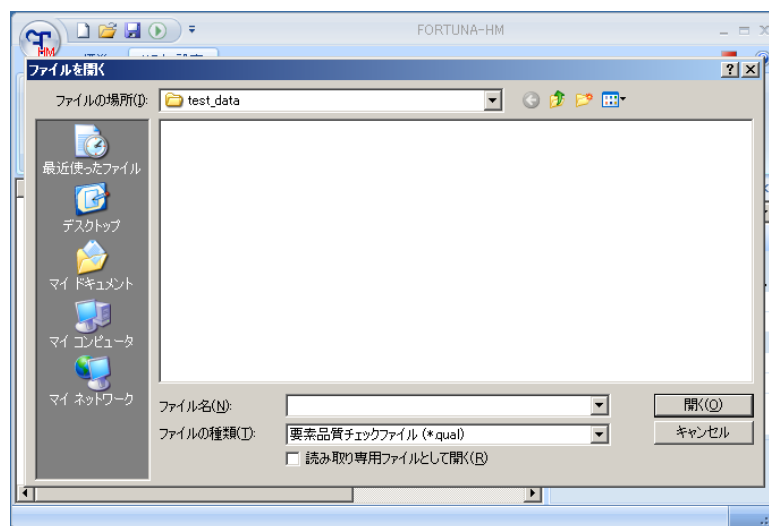 FORTUNA-HM
HM
ファイルを開く
ファイルの場所(I):
test_data
最近使ったファイル
デスクトップ
マイ ドキュメント
マイ コンピュータ
マイ ネットワーク
ファイル名(N):
開く(O)
ファイルの種類(T):
要素品質チェックファイル (*.qual)
キャンセル
読み取り専用ファイルとして開く(R)